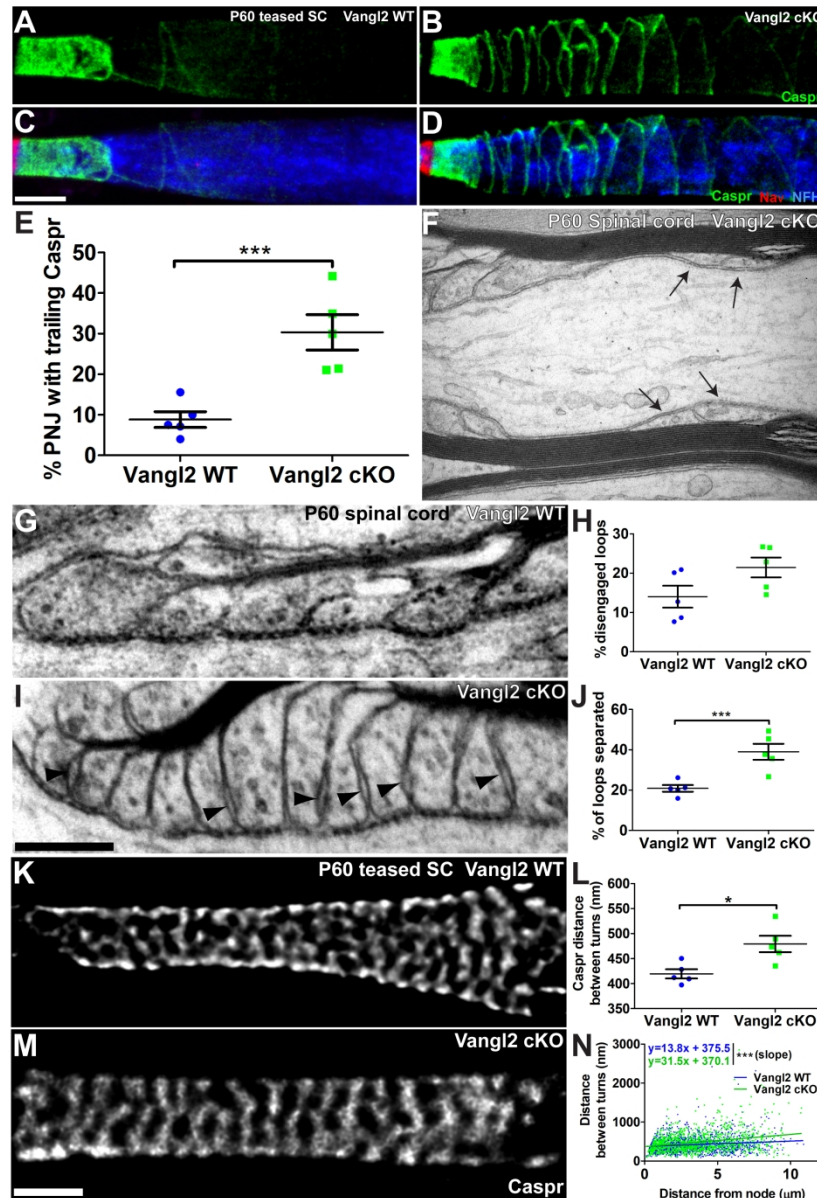 A
P60 teased SC Vangl2 WT
B
Vangl2 cKO
Caspr
C
D
Caspr Nav NFH
E
% PNJ with trailing Caspr
50
40
30
20
10
0
***
Vangl2 WT
Vangl2 cKO
F
P60 Spinal cord Vangl2 cKO
G
P60 spinal cord Vangl2 WT
H
% disengaged loops
30
20
10
0
Vangl2 WT
Vangl2 cKO
I
Vangl2 cKO
J
% of loops separated
60
40
20
0
***
Vangl2 WT
Vangl2 cKO
K
P60 teased SC Vangl2 WT
L
Caspr distance
between turns (nm)
600
550
500
450
400
350
*
Vangl2 WT
Vangl2 cKO
M
Vangl2 cKO
Caspr
N
y=13.8x + 375.5
y=31.5x + 370.1
*** (slope)
Vangl2 WT
Vangl2 cKO
Distance
between turns (nm)
3000
2000
1000
0
0
5
10
Distance from node (μm)